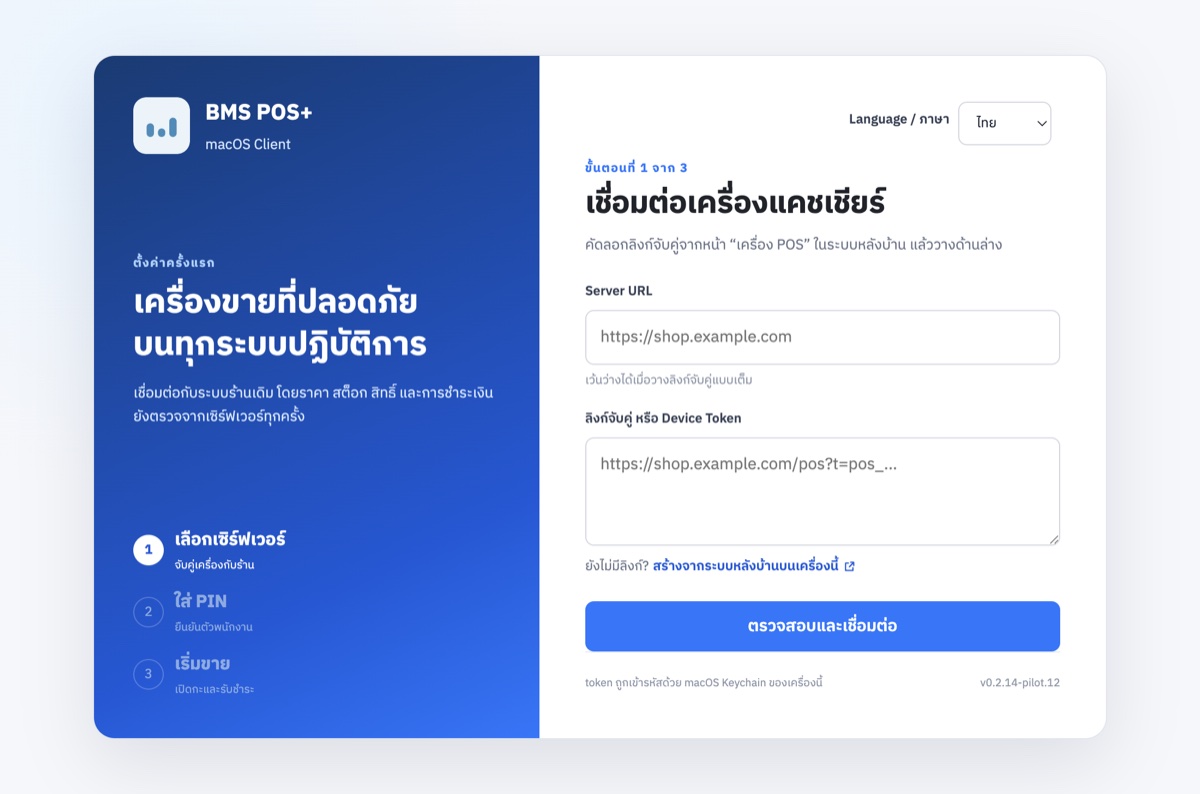 BMS POS+
macOS Client
ตั้งค่าครั้งแรก
เครื่องขายที่ปลอดภัย
บนทุกระบบปฏิบัติการ
เชื่อมต่อกับระบบร้านเดิม โดยราคา สต็อก สิทธิ์ และการชำระเงิน
ยังตรวจจากเซิร์ฟเวอร์ทุกครั้ง
1
เลือกเซิร์ฟเวอร์
จับคู่เครื่องกับร้าน
2
ใส่ PIN
ยืนยันตัวพนักงาน
3
เริ่มขาย
เปิดกะและรับชำระ
Language / ภาษา
ไทย
ขั้นตอนที่ 1 จาก 3
เชื่อมต่อเครื่องแคชเชียร์
คัดลอกลิงก์จับคู่จากหน้า “เครื่อง POS” ในระบบหลังบ้าน แล้ววางด้านล่าง
Server URL
https://shop.example.com
เว้นว่างได้เมื่อวางลิงก์จับคู่แบบเต็ม
ลิงก์จับคู่ หรือ Device Token
https://shop.example.com/pos?t=pos_...
ยังไม่มีลิงก์? สร้างจากระบบหลังบ้านบนเครื่องนี้
ตรวจสอบและเชื่อมต่อ
token ถูกเข้ารหัสด้วย macOS Keychain ของเครื่องนี้
v0.2.14-pilot.12